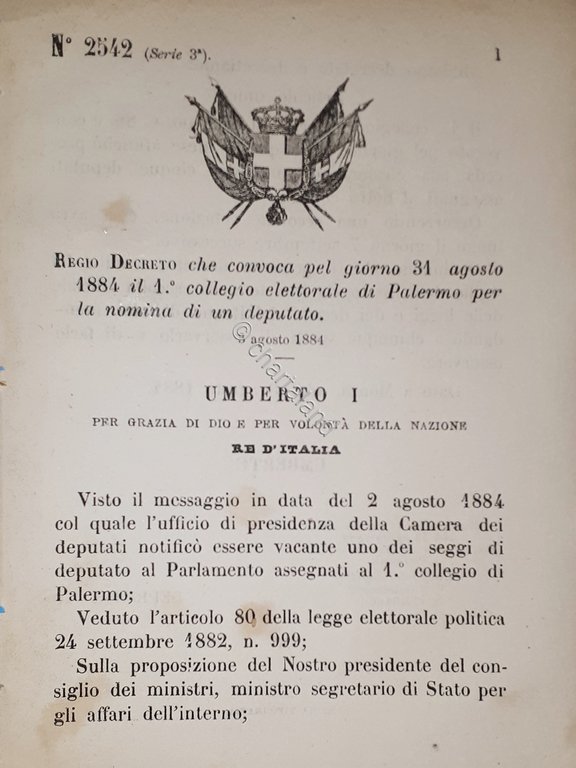 N° 2542 (Serie 3ª). 1
REGIO DECRETO che convoca pel giorno 31 agosto
1884 il 1.° collegio elettorale di Palermo per
la nomina di un deputato.
agosto 1884
© chartaland
UMBERTO I
PER GRAZIA DI DIO E PER VOLONTÀ DELLA NAZIONE
RE D'ITALIA
Visto il messaggio in data del 2 agosto 1884
col quale l'ufficio di presidenza della Camera dei
deputati notificò essere vacante uno dei seggi di
deputato al Parlamento assegnati al 1.° collegio di
Palermo;
Veduto l'articolo 80 della legge elettorale politica
24 settembre 1882, n. 999;
Sulla proposizione del Nostro presidente del con-
siglio dei ministri, ministro segretario di Stato per
gli affari dell'interno;